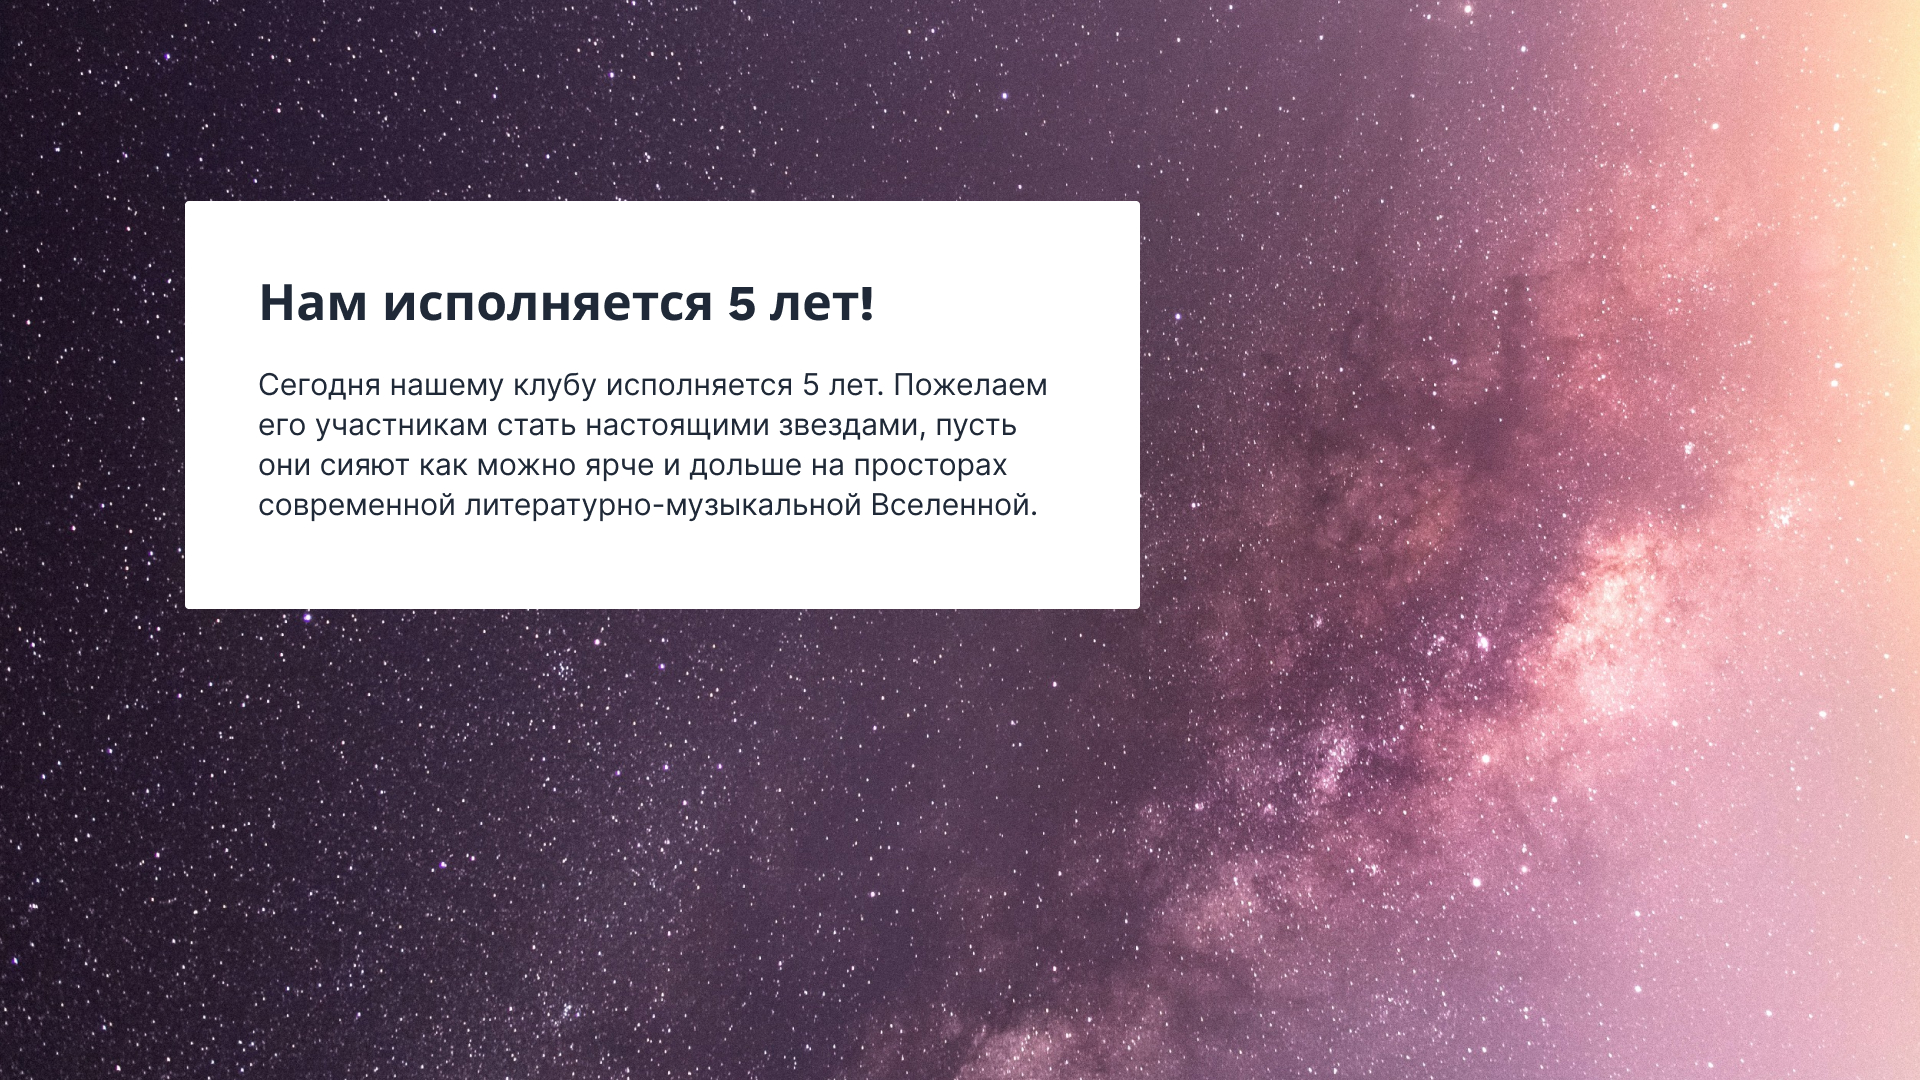 Нам исполняется 5 лет!
Сегодня нашему клубу исполняется 5 лет. Пожелаем
его участникам стать настоящими звездами, пусть
они сияют как можно ярче и дольше на просторах
современной литературно-музыкальной Вселенной.